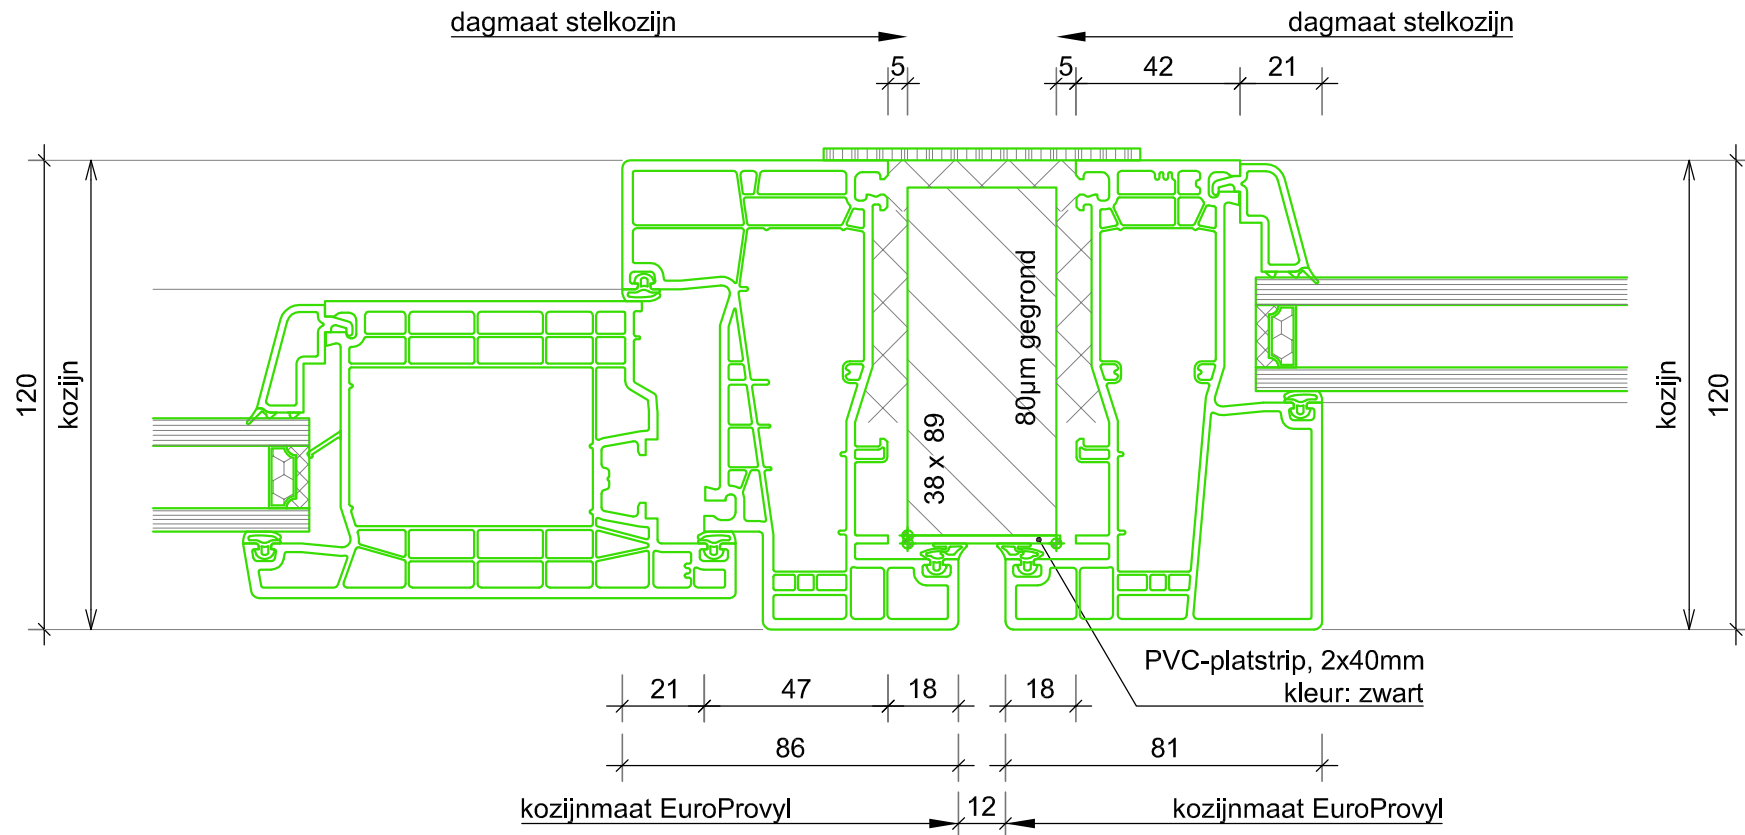 dagmaat stelkozijn
dagmaat stelkozijn
5
5
42
21
120
kozijn
38 x 89
80µm gegrond
kozijn
120
PVC-platstrip, 2x40mm
kleur: zwart
21
47
18
18
86
81
kozijnmaat EuroProvyl
12
kozijnmaat EuroProvyl